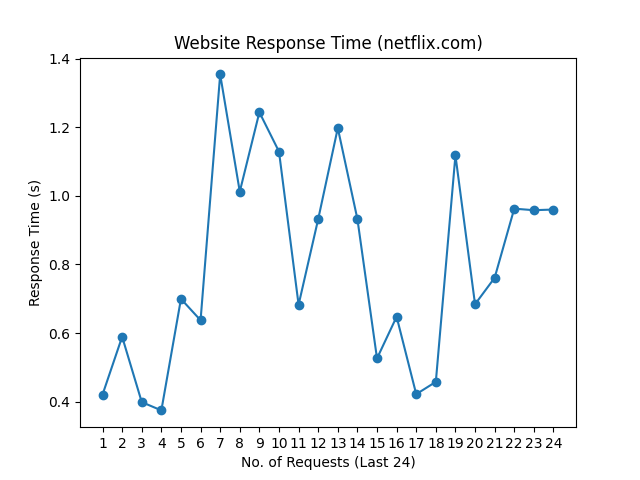 Website Response Time (netflix.com)
1.4
1.2
1.0
0.8
0.6
0.4
Response Time (s)
1 2 3 4 5 6 7 8 9 10 11 12 13 14 15 16 17 18 19 20 21 22 23 24
No. of Requests (Last 24)